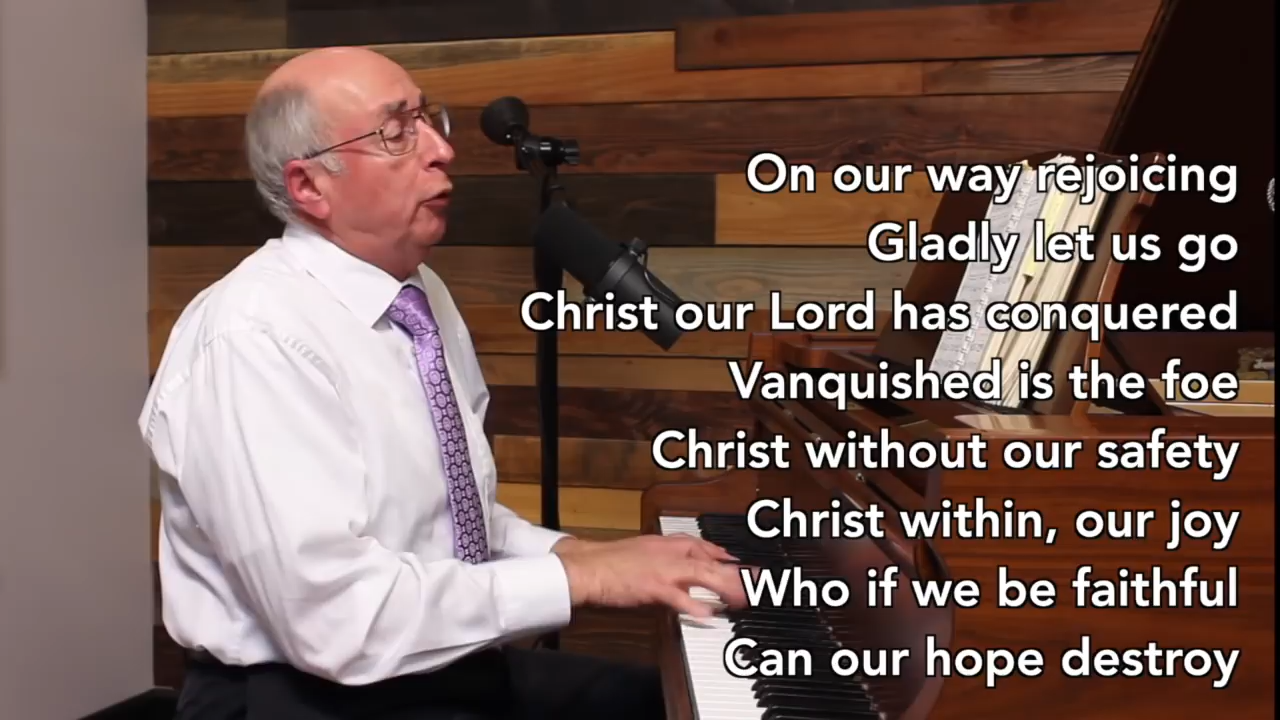 On our way rejoicing
Gladly let us go
Christ our Lord has conquered
Vanquished is the foe
Christ without our safety
Christ within, our joy
Who if we be faithful
Can our hope destroy